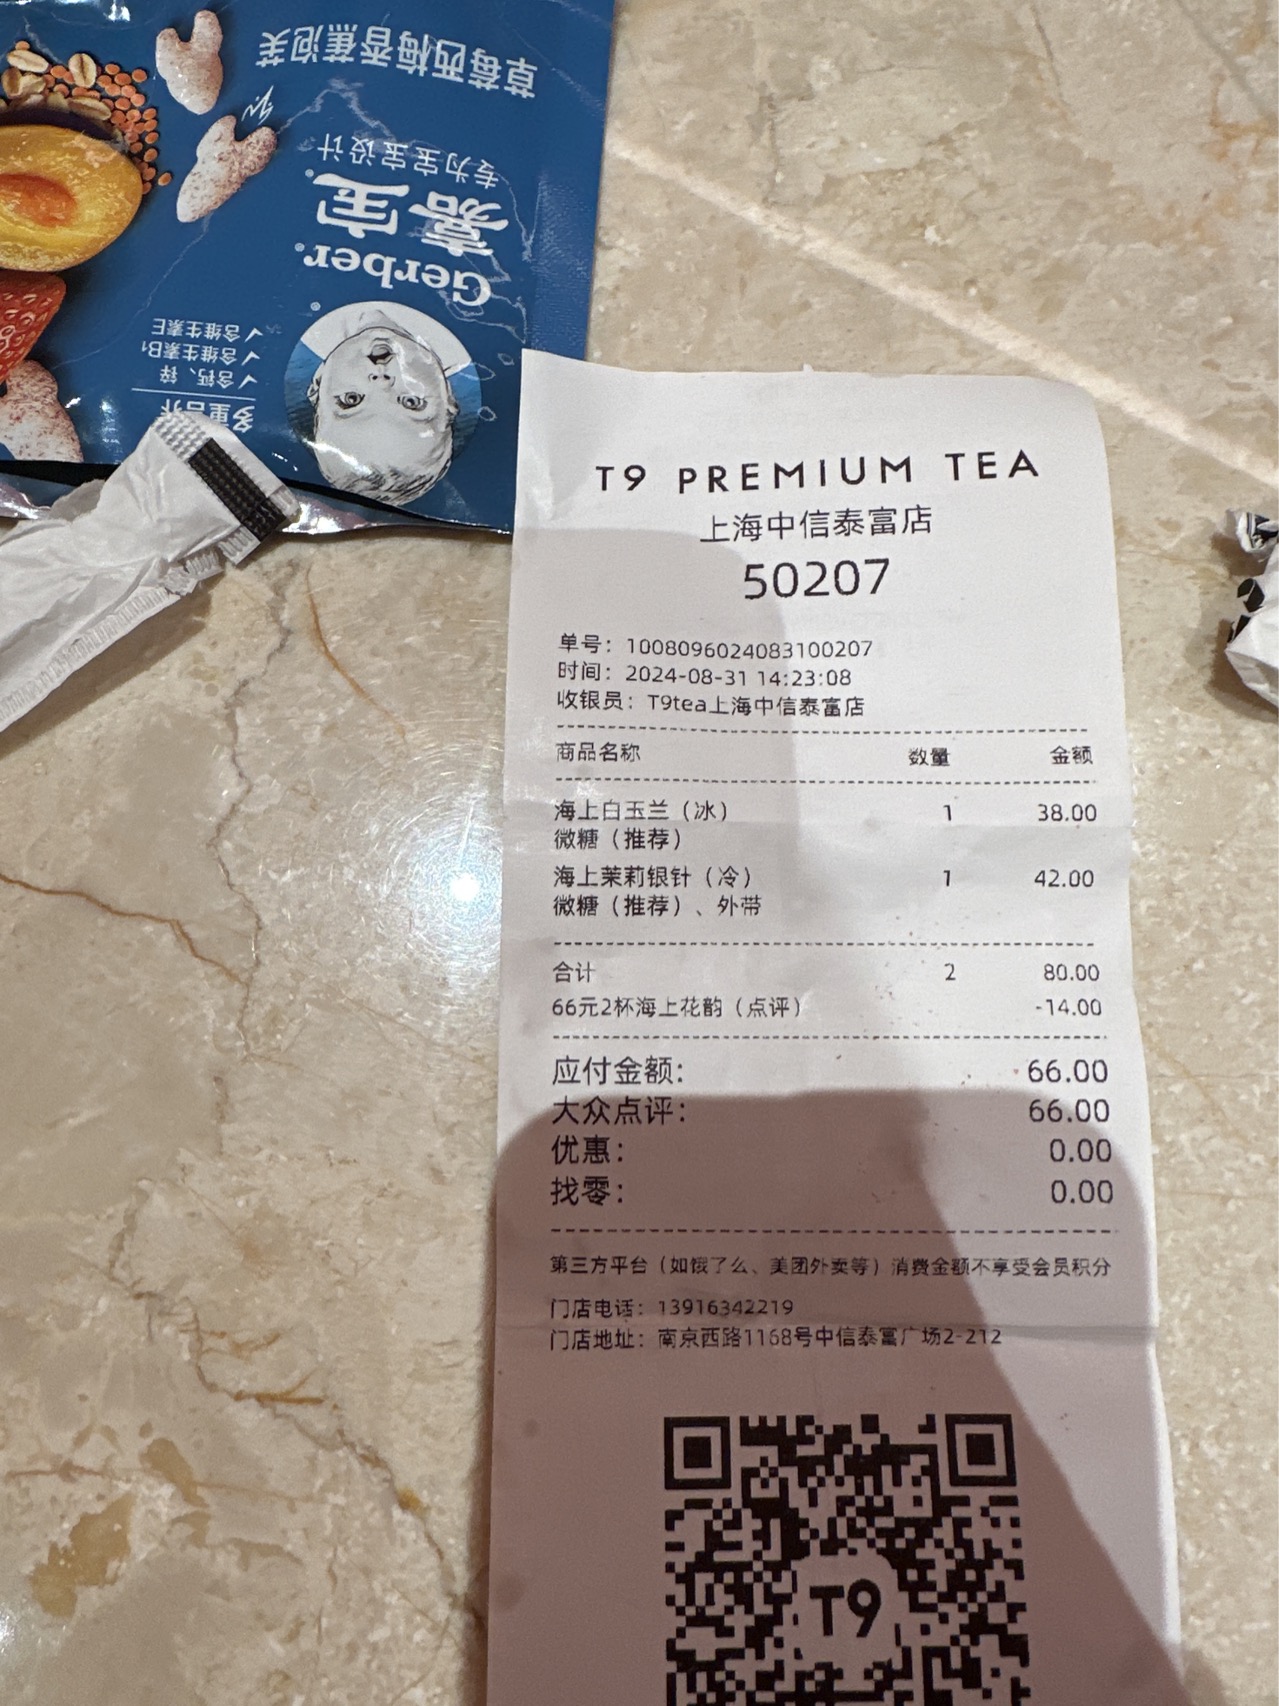 草莓西梅香蕉泡芙
专为宝宝设计
嘉宝
Gerber
多重营养
✓含钙、锌
✓含维生素B1
✓含维生素E
T9 PREMIUM TEA
上海中信泰富店
50207
单号：1008096024083100207
时间：2024-08-31 14:23:08
收银员：T9tea上海中信泰富店
商品名称 数量 金额
海上白玉兰（冰） 1 38.00
微糖（推荐）
海上茉莉银针（冷） 1 42.00
微糖（推荐）、外带
合计 2 80.00
66元2杯海上花韵（点评） -14.00
应付金额： 66.00
大众点评： 66.00
优惠： 0.00
找零： 0.00
第三方平台（如饿了么、美团外卖等）消费金额不享受会员积分
门店电话：13916342219
门店地址：南京西路1168号中信泰富广场2-212
T9